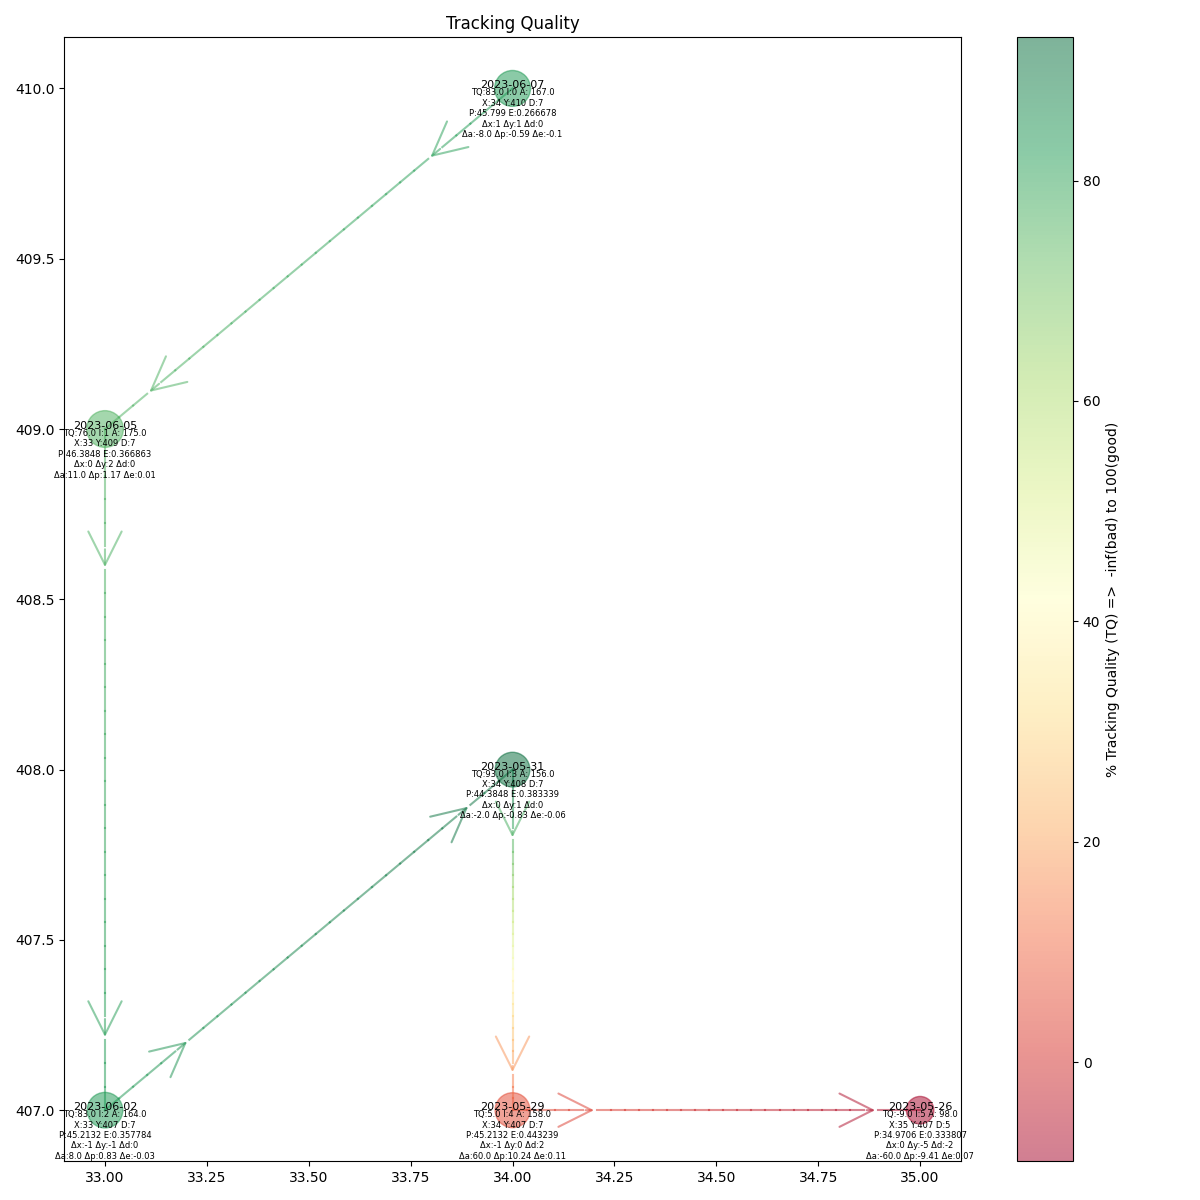 Tracking Quality
410.0
409.5
409.0
408.5
408.0
407.5
407.0
2023-06-07
TQ:83.0 I:0 A: 167.0
X:34 Y:410 D:7
P:45.799 E:0.266678
Δx:1 Δy:1 Δd:0
Δa:-8.0 Δp:-0.59 Δe:-0.1
2023-06-05
TQ:76.0 I:1 A: 175.0
X:33 Y:409 D:7
P:46.3848 E:0.366863
Δx:0 Δy:2 Δd:0
Δa:11.0 Δp:1.17 Δe:0.01
2023-05-31
TQ:93.0 I:3 A: 156.0
X:34 Y:408 D:7
P:44.3848 E:0.383339
Δx:0 Δy:1 Δd:0
Δa:-2.0 Δp:-0.83 Δe:-0.06
2023-06-02
TQ:83.0 I:2 A: 164.0
X:33 Y:407 D:7
P:45.2132 E:0.357784
Δx:-1 Δy:-1 Δd:0
Δa:8.0 Δp:0.83 Δe:-0.03
2023-05-29
TQ:5.0 I:4 A: 158.0
X:34 Y:407 D:7
P:45.2132 E:0.443239
Δx:-1 Δy:0 Δd:2
Δa:60.0 Δp:10.24 Δe:0.11
2023-05-26
TQ:-9.0 I:5 A: 98.0
X:35 Y:407 D:5
P:34.9706 E:0.333807
Δx:0 Δy:-5 Δd:-2
Δa:-60.0 Δp:-9.41 Δe:0.07
33.00 33.25 33.50 33.75 34.00 34.25 34.50 34.75 35.00
80
60
40
20
0
% Tracking Quality (TQ) => -inf(bad) to 100(good)